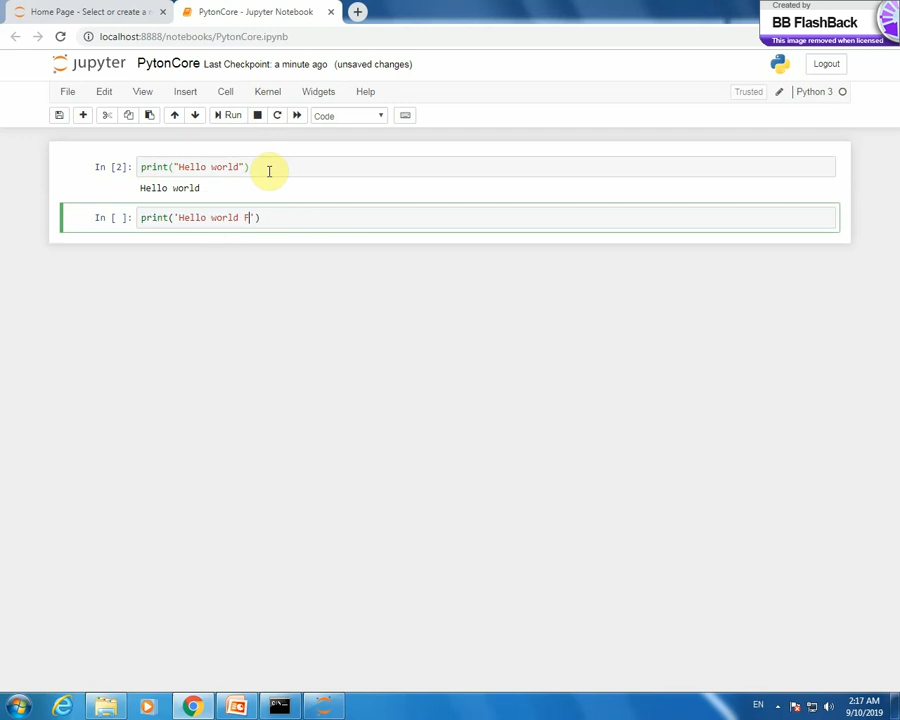 Home Page - Select or create a n
PytonCore - Jupyter Notebook
Created by
BB FlashBack
This image removed when licensed
localhost:8888/notebooks/PytonCore.ipynb
jupyter PytonCore Last Checkpoint: a minute ago (unsaved changes)
Logout
File Edit View Insert Cell Kernel Widgets Help
Trusted
Python 3
Run
Code
In [2]: print("Hello world")
Hello world
In [ ]: print('Hello world F')
EN
2:17 AM
9/10/2019